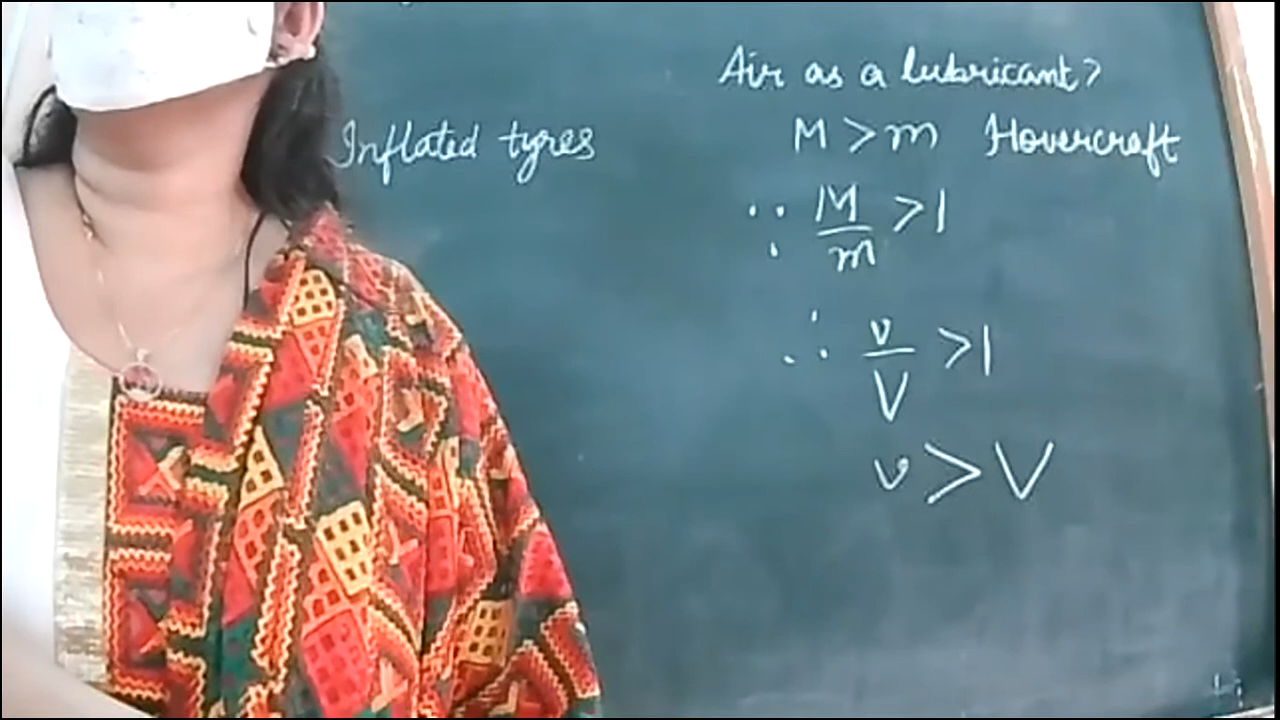 Air as a lubricant>
Inflated tyres
M > m Hovercraft
∵ M/m > 1
∴ v/V > 1
v > V